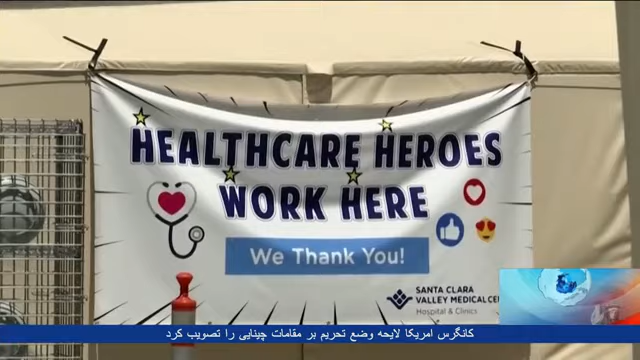 HEALTHCARE HEROES
WORK HERE
We Thank You!
SANTA CLARA
VALLEY MEDICAL CE
Hospital & Clinics
کانگرس امریکا لایحه وضع تحریم بر مقامات چینایی را تصویب کرد